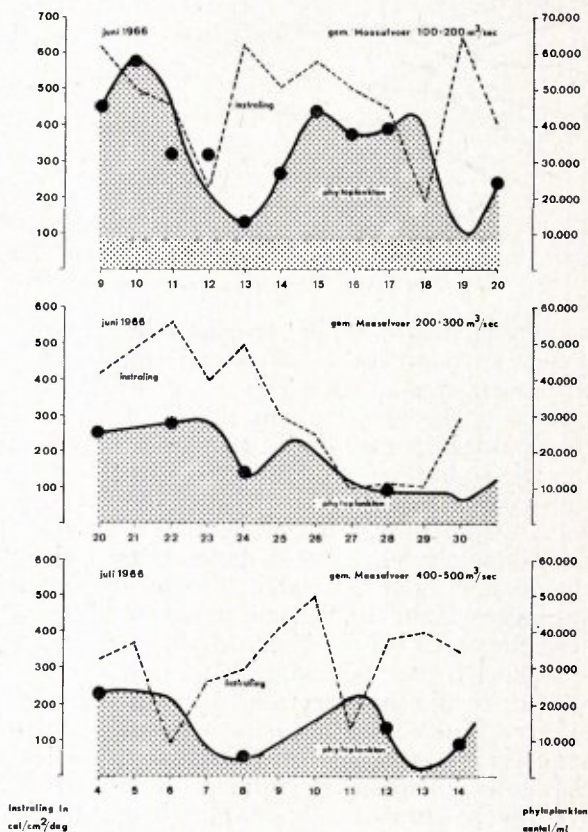 700
600
500
400
300
200
100
juni 1966
gem. Maasafvoer 100-200 m³/sec
instraling
phytoplankton
70.000
60.000
50.000
40.000
30.000
20.000
10.000
9 10 11 12 13 14 15 16 17 18 19 20
600
500
400
300
200
100
juni 1966
gem. Maasafvoer 200-300 m³/sec
instraling
phytoplankton
60.000
50.000
40.000
30.000
20.000
10.000
20 21 22 23 24 25 26 27 28 29 30
600
500
400
300
200
100
juli 1966
gem. Maasafvoer 400-500 m³/sec
instraling
phytoplankton
60.000
50.000
40.000
30.000
20.000
10.000
4 5 6 7 8 9 10 11 12 13 14
Instraling in
cal/cm²/dag
phytoplankton
aantal/ml